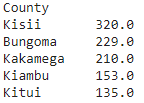 County
Kisii 320.0
Bungoma 229.0
Kakamega 210.0
Kiambu 153.0
Kitui 135.0